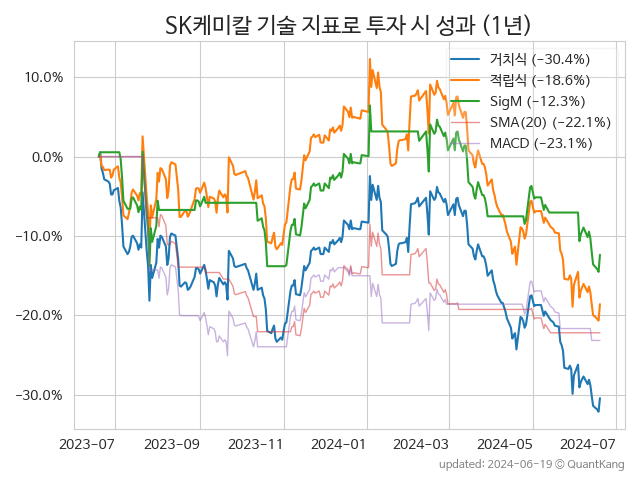 SK케미칼 기술 지표로 투자 시 성과 (1년)
거치식 (−30.4%)
적립식 (−18.6%)
SigM (−12.3%)
SMA(20) (−22.1%)
MACD (−23.1%)
10.0%
0.0%
−10.0%
−20.0%
−30.0%
2023-07 2023-09 2023-11 2024-01 2024-03 2024-05 2024-07
updated: 2024-06-19 © QuantKang